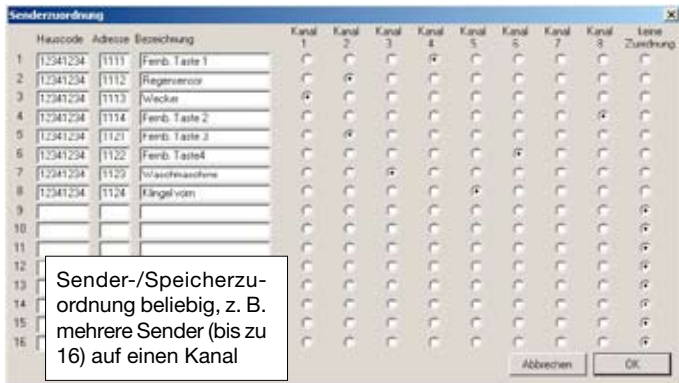 Senderzuordnung
Hauscode Adresse Bezeichnung Kanal 1 Kanal 2 Kanal 3 Kanal 4 Kanal 5 Kanal 6 Kanal 7 Kanal 8 keine Zuordnung
1 12341234 1111 Fernb. Taste 1
2 12341234 1112 Regensensor
3 12341234 1113 Wecker
4 12341234 1114 Fernb. Taste 2
5 12341234 1121 Fernb. Taste 3
6 12341234 1122 Fernb. Taste4
7 12341234 1123 Waschmaschine
8 12341234 1124 Klingel vorn
9
10
11
12
13
14
15
16
Sender-/Speicherzu-
ordnung beliebig, z. B.
mehrere Sender (bis zu
16) auf einen Kanal
Abbrechen OK